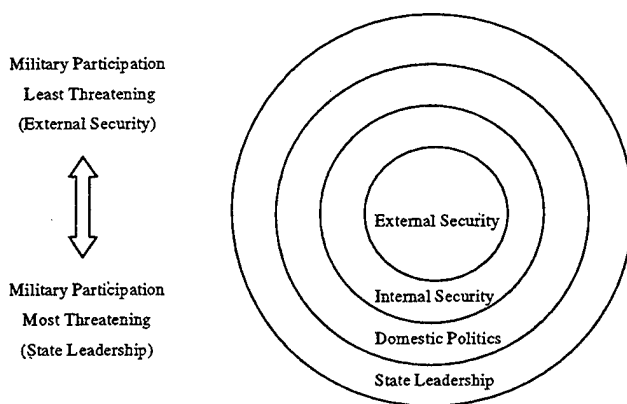 Military Participation
Least Threatening
(External Security)
Military Participation
Most Threatening
(State Leadership)
External Security
Internal Security
Domestic Politics
State Leadership